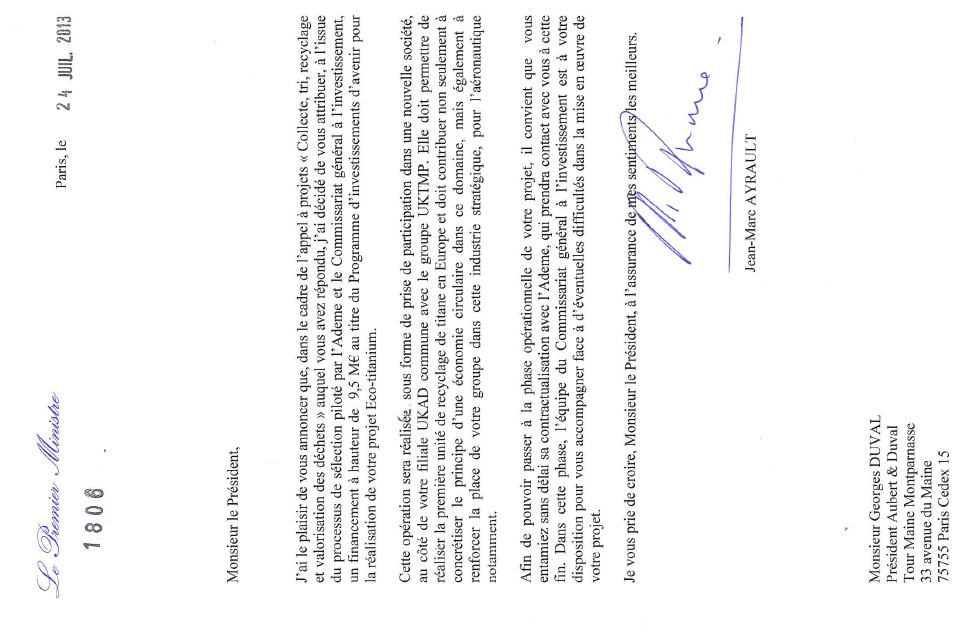 Le Premier Ministre
1806
Paris, le 24 JUIL. 2013
Monsieur le Président,
J'ai le plaisir de vous annoncer que, dans le cadre de l'appel à projets « Collecte, tri, recyclage
et valorisation des déchets » auquel vous avez répondu, j'ai décidé de vous attribuer, à l'issue
du processus de sélection piloté par l'Ademe et le Commissariat général à l'investissement,
un financement à hauteur de 9,5 M€ au titre du Programme d'investissements d'avenir pour
la réalisation de votre projet Eco-titanium.
Cette opération sera réalisée sous forme de prise de participation dans une nouvelle société,
au côté de votre filiale UKAD commune avec le groupe UKTMP. Elle doit permettre de
réaliser la première unité de recyclage de titane en Europe et doit contribuer non seulement à
concrétiser le principe d'une économie circulaire dans ce domaine, mais également à
renforcer la place de votre groupe dans cette industrie stratégique, pour l'aéronautique
notamment.
Afin de pouvoir passer à la phase opérationnelle de votre projet, il convient que vous
entamiez sans délai sa contractualisation avec l'Ademe, qui prendra contact avec vous à cette
fin. Dans cette phase, l'équipe du Commissariat général à l'investissement est à votre
disposition pour vous accompagner face à d'éventuelles difficultés dans la mise en œuvre de
votre projet.
Je vous prie de croire, Monsieur le Président, à l'assurance de mes sentiments les meilleurs.
Jean-Marc AYRAULT
Monsieur Georges DUVAL
Président Aubert & Duval
Tour Maine Montparnasse
33 avenue du Maine
75755 Paris Cedex 15